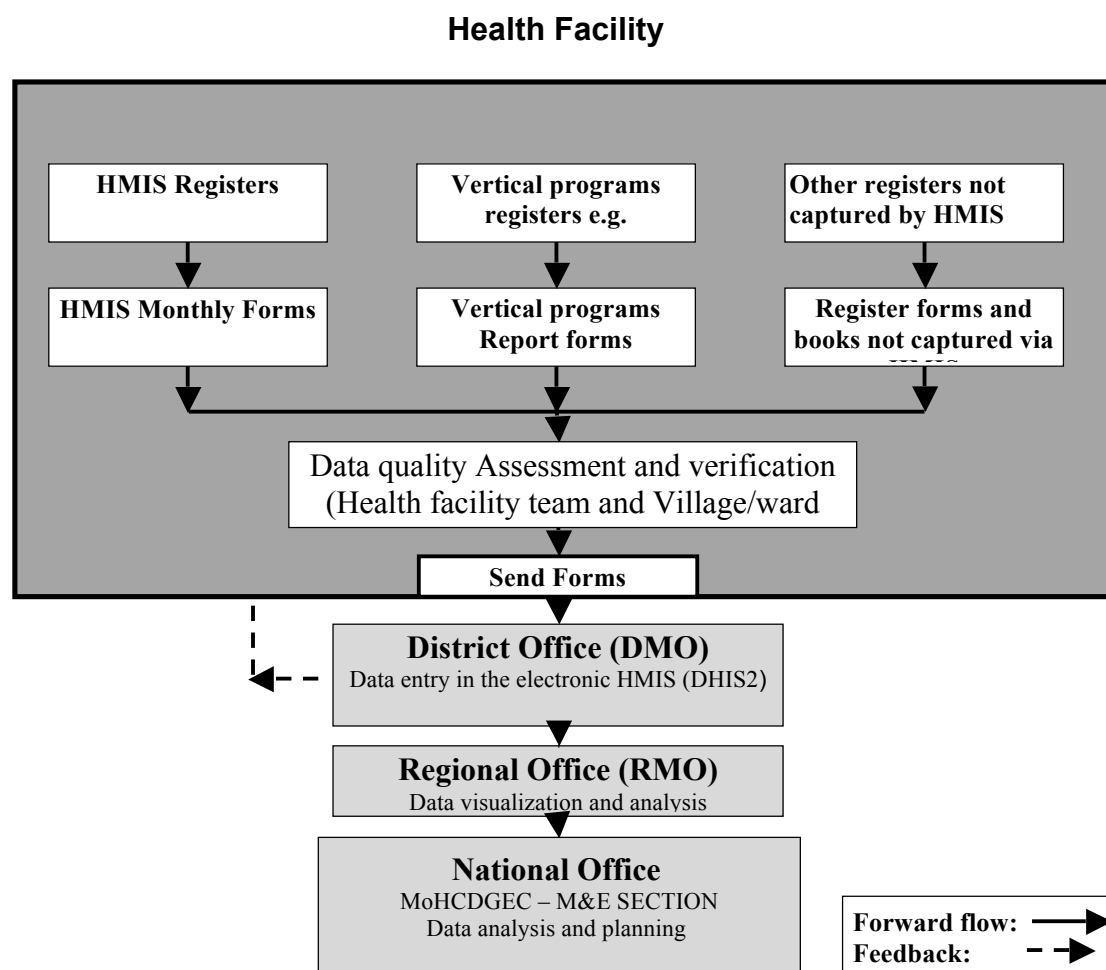 Health Facility
HMIS Registers
Vertical programs
registers e.g.
Other registers not
captured by HMIS
HMIS Monthly Forms
Vertical programs
Report forms
Register forms and
books not captured via
Data quality Assessment and verification
(Health facility team and Village/ward
Send Forms
District Office (DMO)
Data entry in the electronic HMIS (DHIS2)
Regional Office (RMO)
Data visualization and analysis
National Office
MoHCDGEC – M&E SECTION
Data analysis and planning
Forward flow:
Feedback: